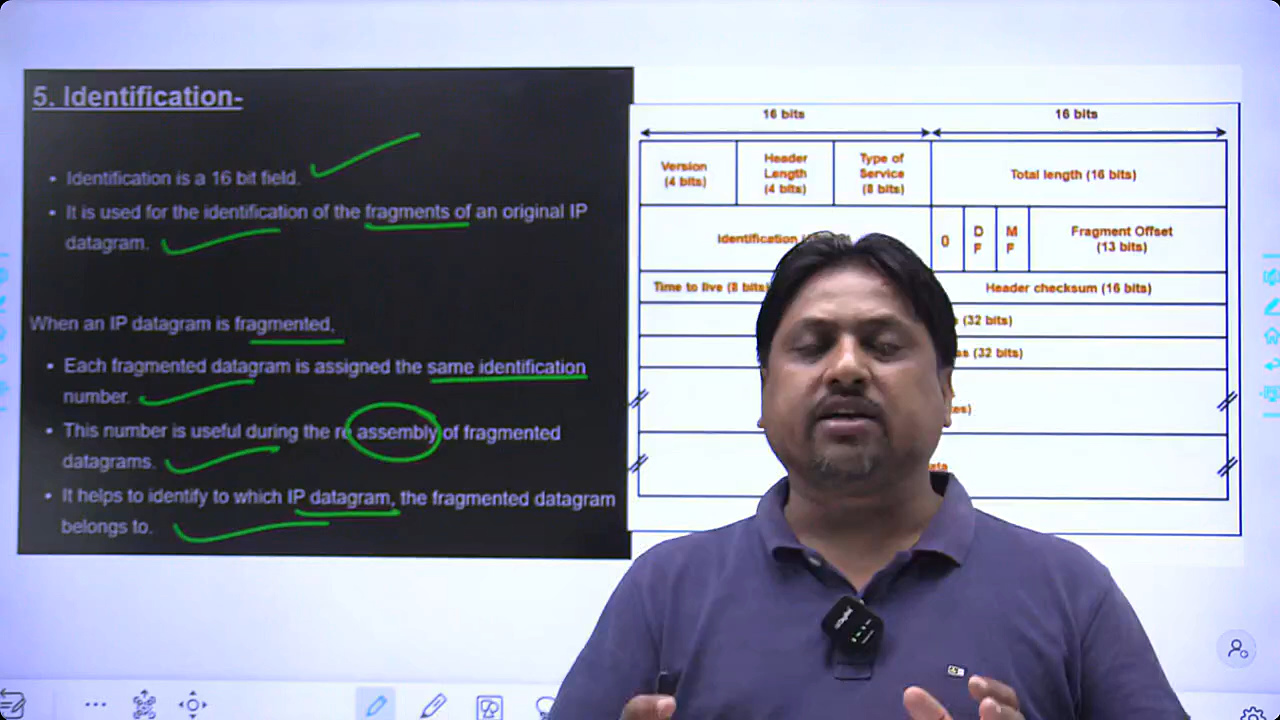 5. Identification-
• Identification is a 16 bit field.
• It is used for the identification of the fragments of an original IP
datagram.
When an IP datagram is fragmented,
• Each fragmented datagram is assigned the same identification
number.
• This number is useful during the re assembly of fragmented
datagrams.
• It helps to identify to which IP datagram, the fragmented datagram
belongs to.
16 bits
16 bits
Version
(4 bits)
Header
Length
(4 bits)
Type of
Service
(8 bits)
Total length (16 bits)
Identification
0
D
F
M
F
Fragment Offset
(13 bits)
Time to live (8 bits)
Header checksum (16 bits)
(32 bits)
(32 bits)